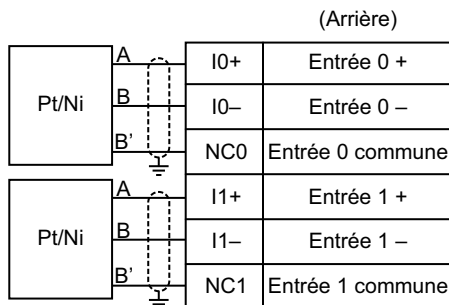 (Arrière)
A I0+ Entrée 0 +
Pt/Ni B I0– Entrée 0 –
B’ NC0 Entrée 0 commune
A I1+ Entrée 1 +
Pt/Ni B I1– Entrée 1 –
B’ NC1 Entrée 1 commune